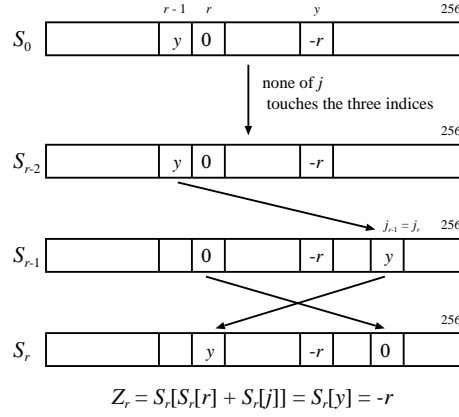 r - 1 r y 256
S0 y 0 -r
none of j
touches the three indices
256
Sr-2 y 0 -r
jr-1 = jr 256
Sr-1 0 -r y
256
Sr y -r 0
Zr = Sr[Sr[r] + Sr[j]] = Sr[y] = -r